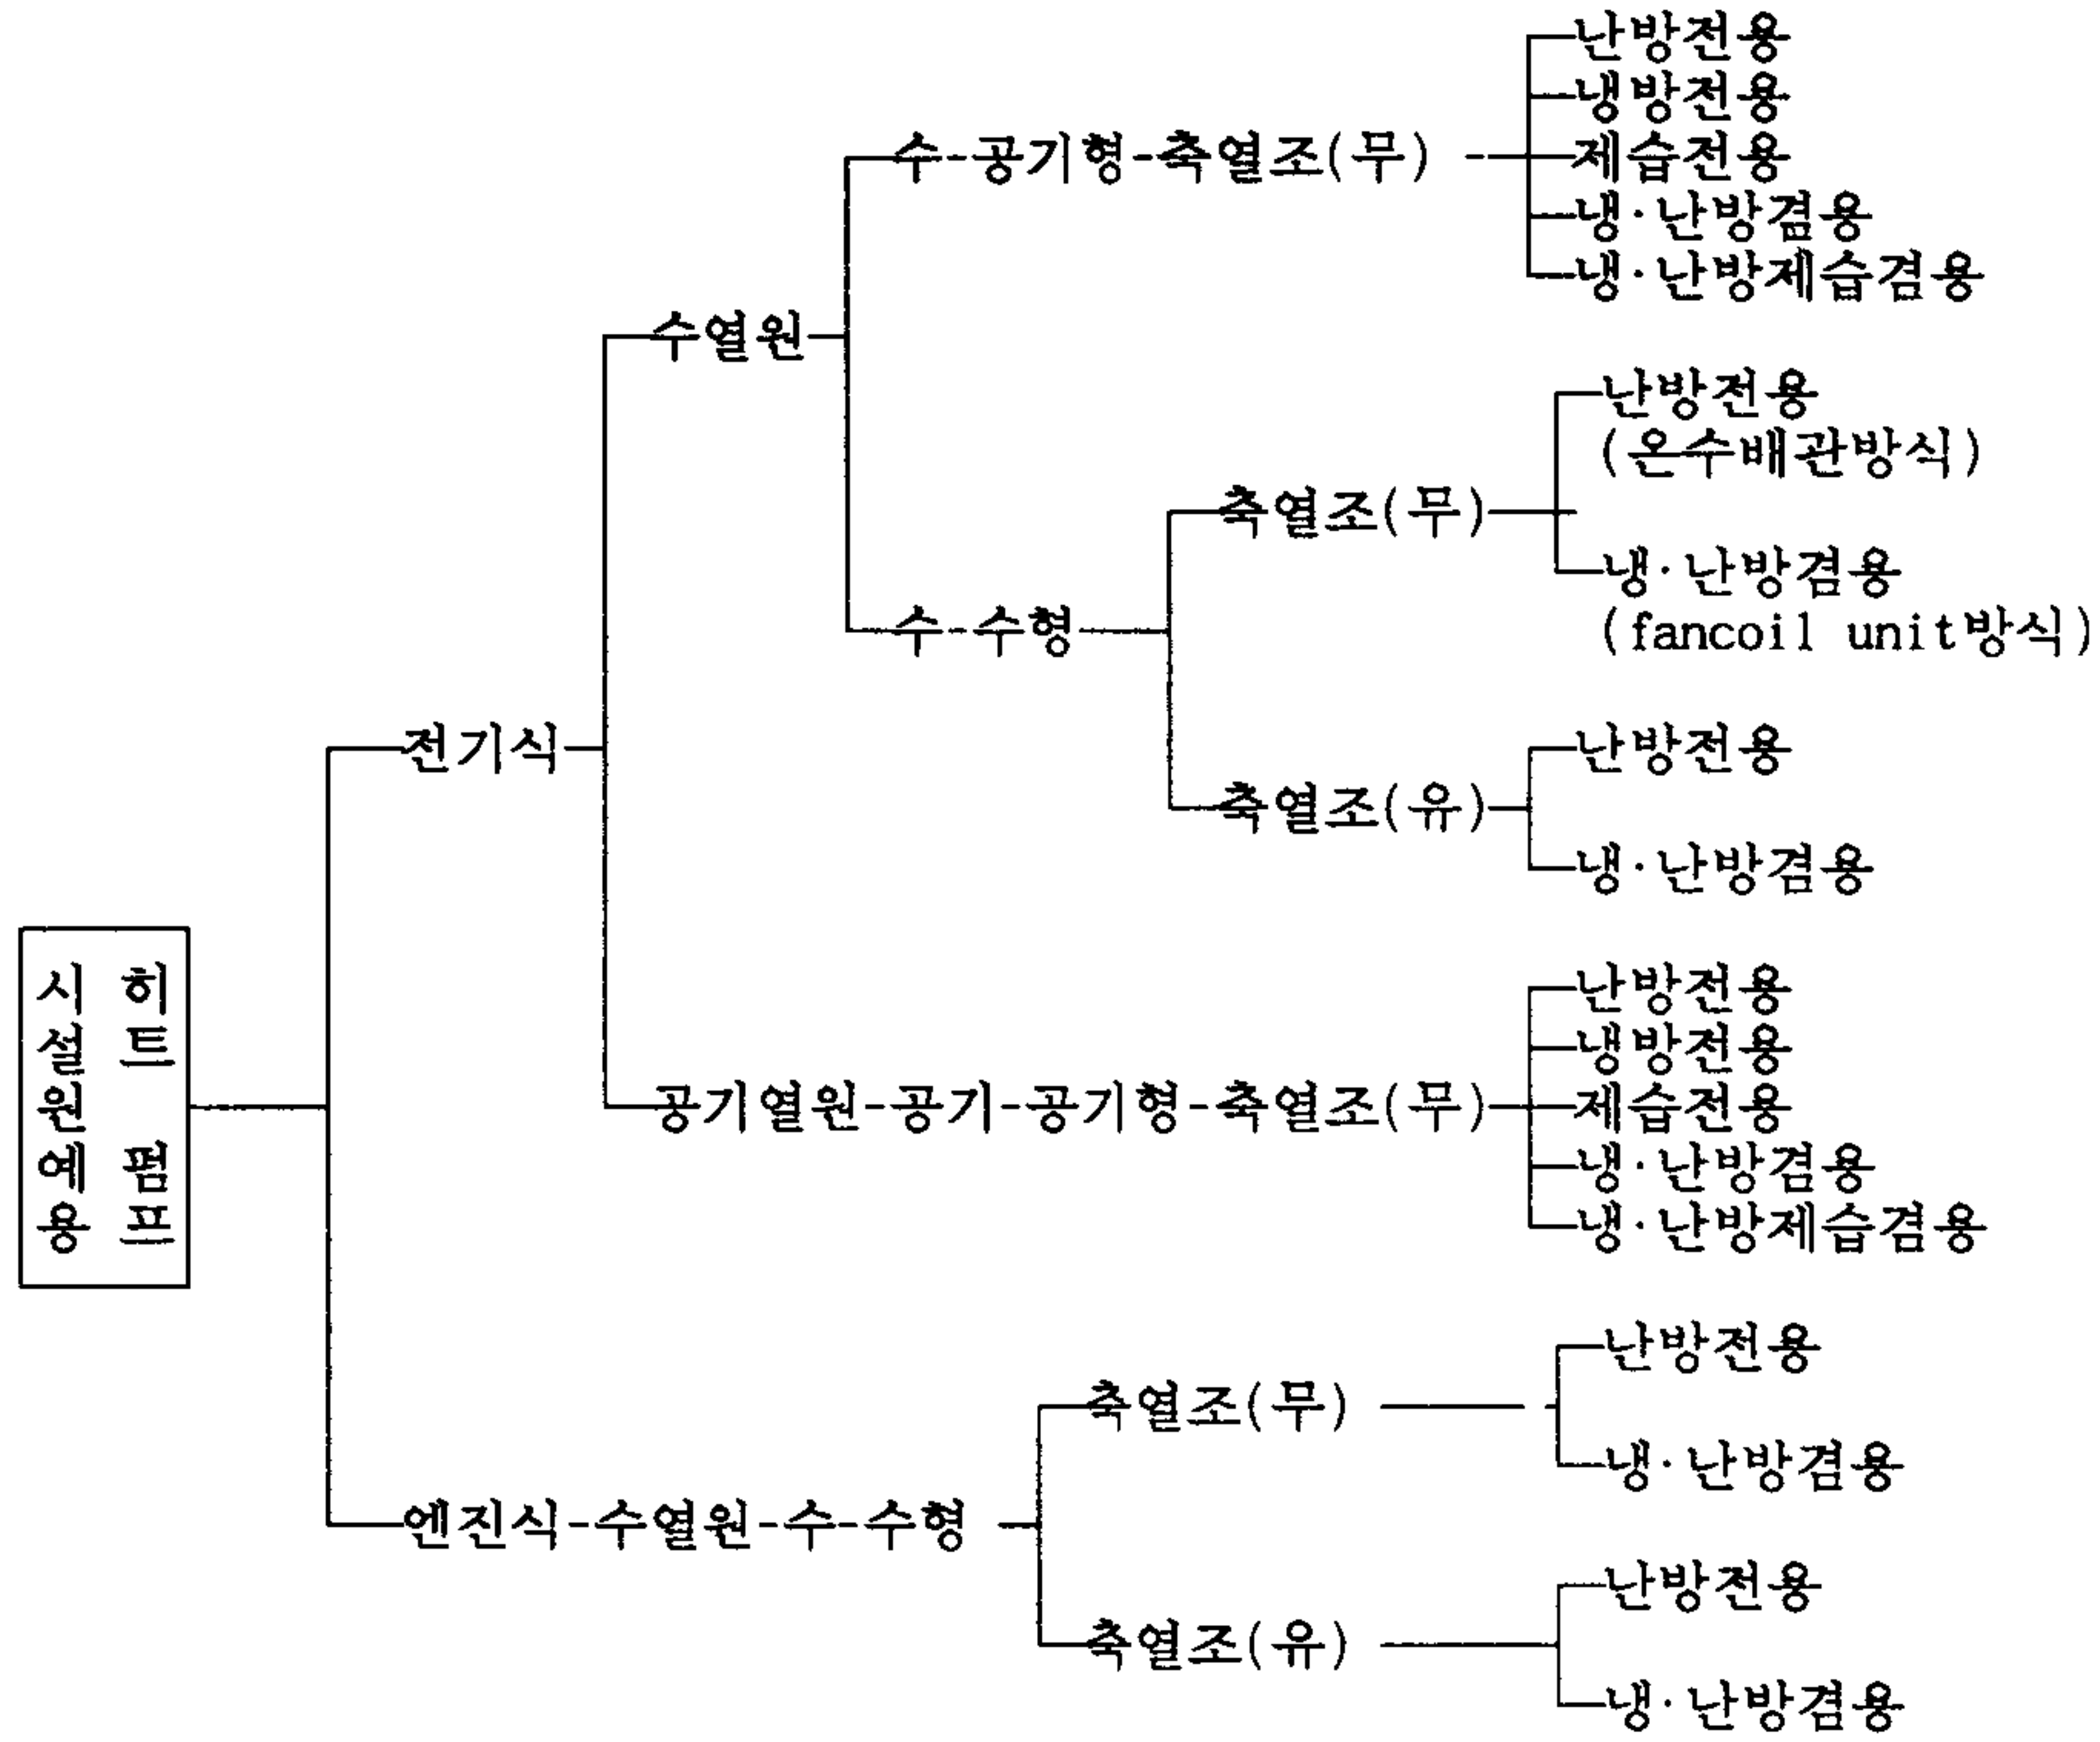 난방전용
냉방전용
수-공기형-축열조(무)
제습전용
냉·난방겸용
냉·난방제습겸용
수열원
난방전용
(온수배관방식)
축열조(무)
냉·난방겸용
수-수형
(fancoil unit방식)
전기식
난방전용
축열조(유)
냉·난방겸용
시설원예용
히트 펌프
난방전용
냉방전용
공기열원-공기-공기형-축열조(무)
제습전용
냉·난방겸용
냉·난방제습겸용
난방전용
축열조(무)
냉·난방겸용
엔진식-수열원-수-수형
난방전용
축열조(유)
냉·난방겸용